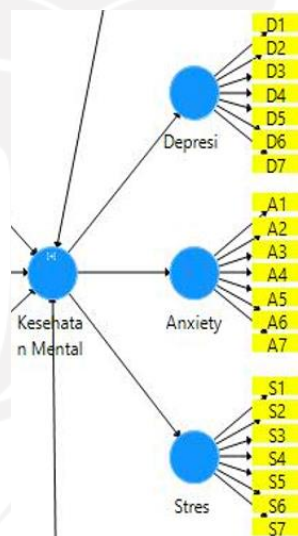 D1
D2
D3
D4
D5
D6
D7
Depresi
A1
A2
A3
A4
A5
A6
A7
[+]
Kesehata
n Mental
Anxiety
S1
S2
S3
S4
S5
S6
S7
Stres